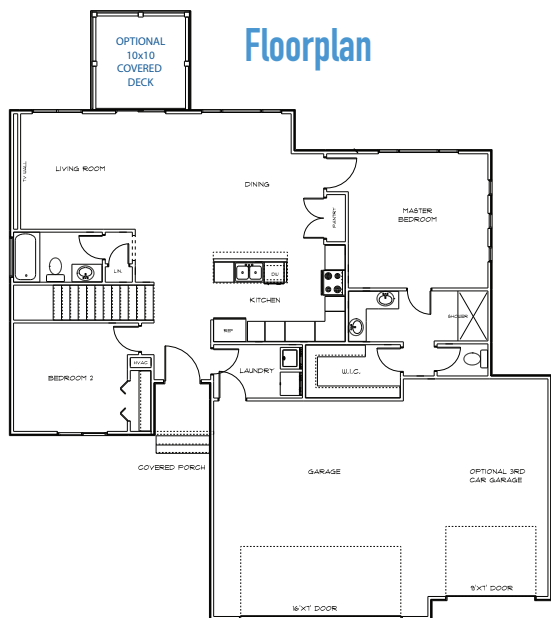 Floorplan
OPTIONAL
10x10
COVERED
DECK
TV WALL
LIVING ROOM
DINING
PANTRY
MASTER
BEDROOM
LIN.
DW
KITCHEN
REF
SHOWER
HVAC
BEDROOM 2
LAUNDRY
W.I.C.
COVERED PORCH
GARAGE
OPTIONAL 3RD
CAR GARAGE
16'X7' DOOR
9'X7' DOOR